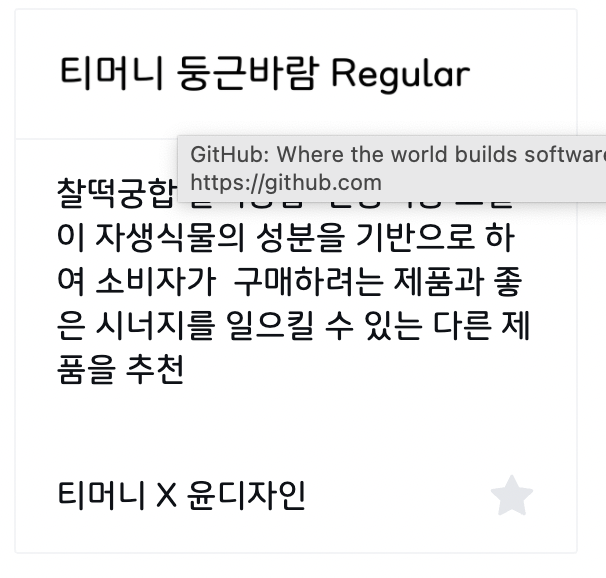 티머니 둥근바람 Regular
GitHub: Where the world builds software
https://github.com
찰떡궁합
이 자생식물의 성분을 기반으로 하
여 소비자가  구매하려는 제품과 좋
은 시너지를 일으킬 수 있는 다른 제
품을 추천
티머니 X 윤디자인